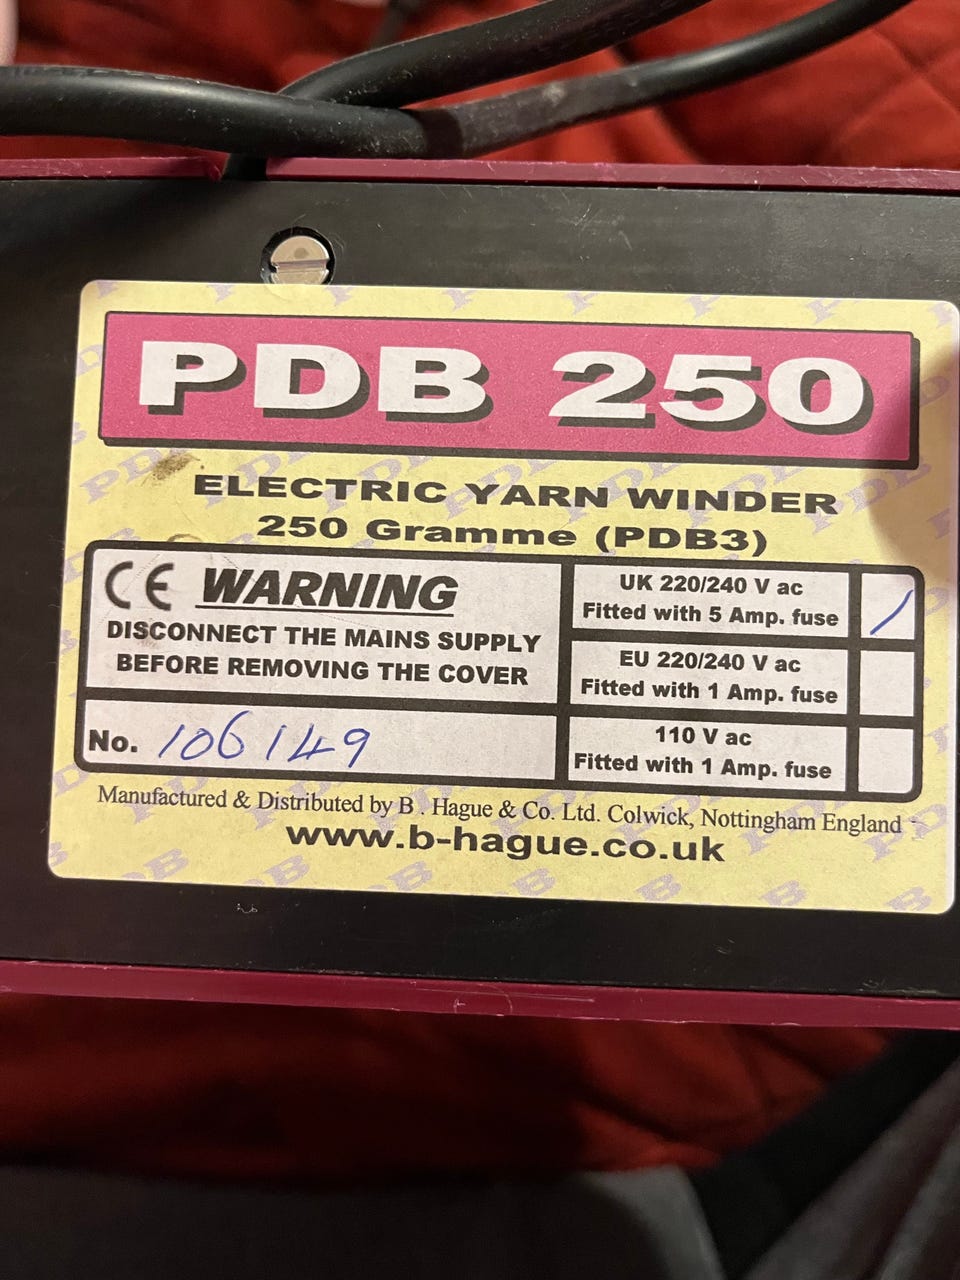 PDB 250
ELECTRIC YARN WINDER
250 Gramme (PDB3)
CE WARNING
DISCONNECT THE MAINS SUPPLY
BEFORE REMOVING THE COVER
No. 106149
UK 220/240 V ac
Fitted with 5 Amp. fuse /
EU 220/240 V ac
Fitted with 1 Amp. fuse
110 V ac
Fitted with 1 Amp. fuse
Manufactured & Distributed by B . Hague & Co. Ltd. Colwick, Nottingham England
www.b-hague.co.uk